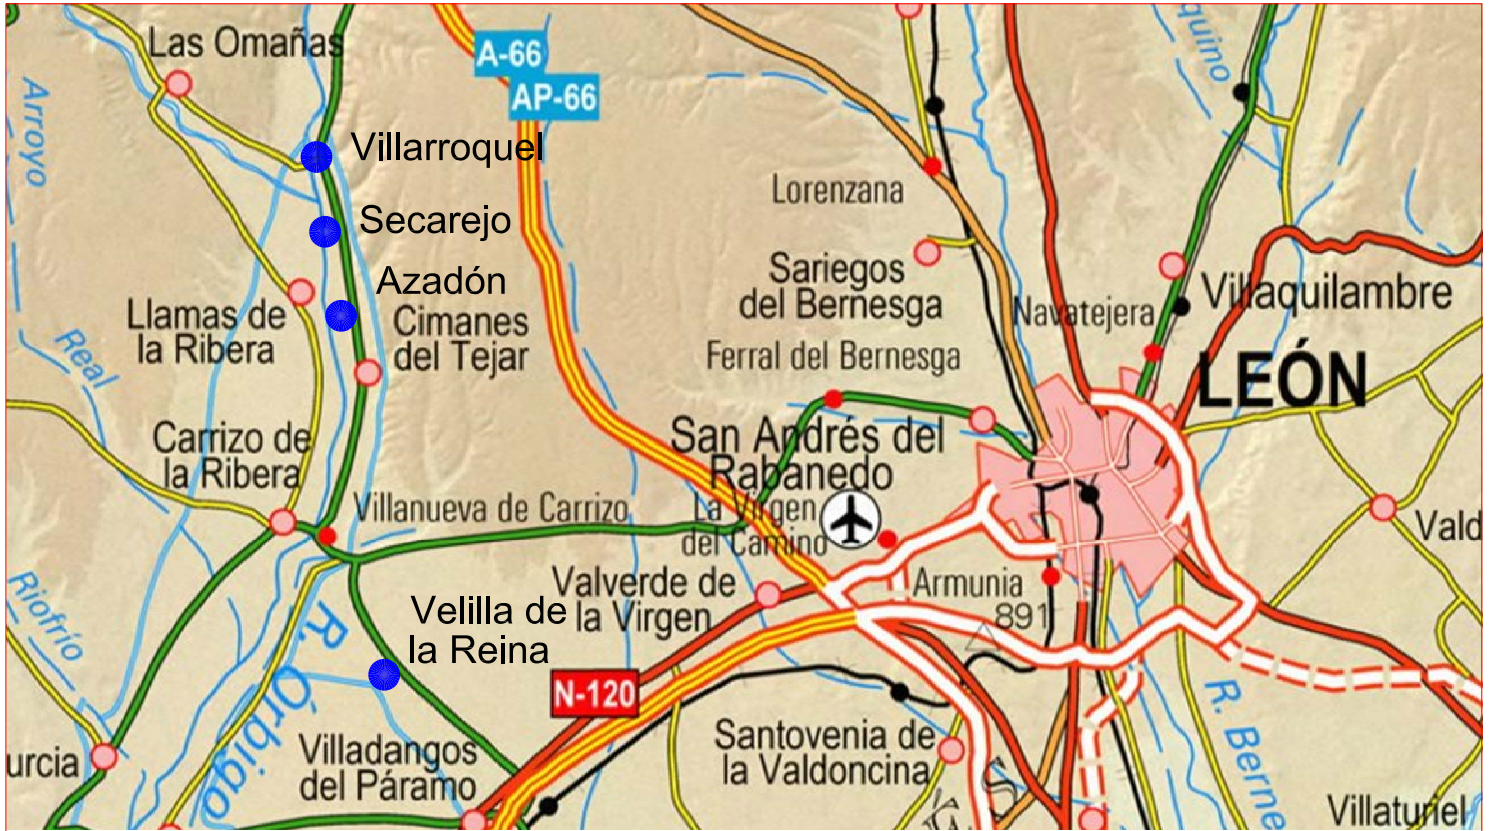 Las Omañas
A-66
AP-66
quino
Arroyo
Villarroquel
Lorenzana
Secarejo
Azadón
Sariegos
del Bernesga
Navatejera
Villaquilambre
Llamas de
la Ribera
Cimanes
del Tejar
Real
Ferral del Bernesga
LEÓN
San Andrés del
Rabanedo
Carrizo de
la Ribera
Villanueva de Carrizo
La Virgen
del Camino
Vald
Riofrío
Valverde de
la Virgen
Armunia
891
Velilla de
la Reina
R. Órbigo
N-120
R. Berne
urcia
Villadangos
del Páramo
Santovenia de
la Valdoncina
Villaturiel